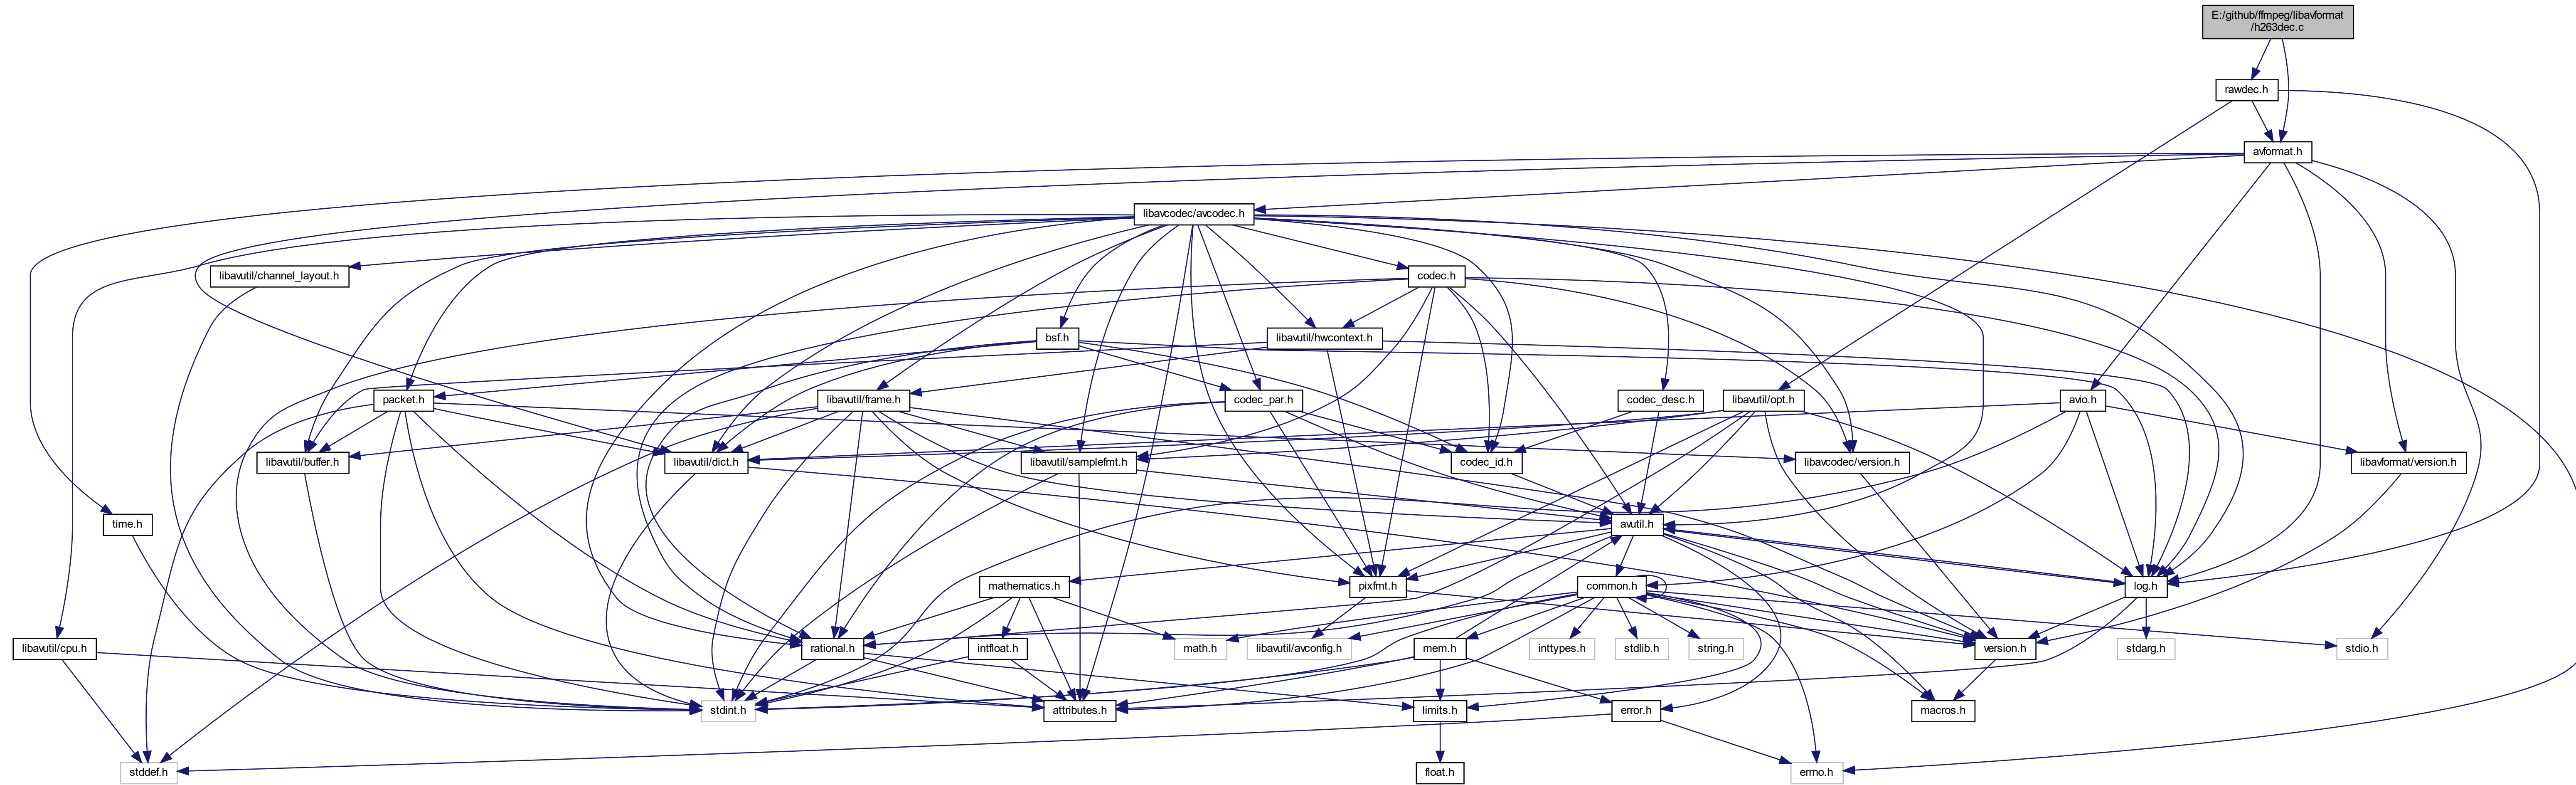 E:/github/ffmpeg/libavformat
/h263dec.c
rawdec.h
avformat.h
libavcodec/avcodec.h
libavutil/channel_layout.h
codec.h
bsf.h
libavutil/hwcontext.h
packet.h
libavutil/frame.h
codec_par.h
codec_desc.h
libavutil/opt.h
avio.h
libavutil/buffer.h
libavutil/dict.h
libavutil/samplefmt.h
codec_id.h
libavcodec/version.h
libavformat/version.h
time.h
avutil.h
mathematics.h
pixfmt.h
common.h
log.h
libavutil/cpu.h
rational.h
intfloat.h
math.h
libavutil/avconfig.h
mem.h
inttypes.h
stdlib.h
string.h
version.h
stdarg.h
stdio.h
stdint.h
attributes.h
limits.h
error.h
macros.h
stddef.h
float.h
errno.h